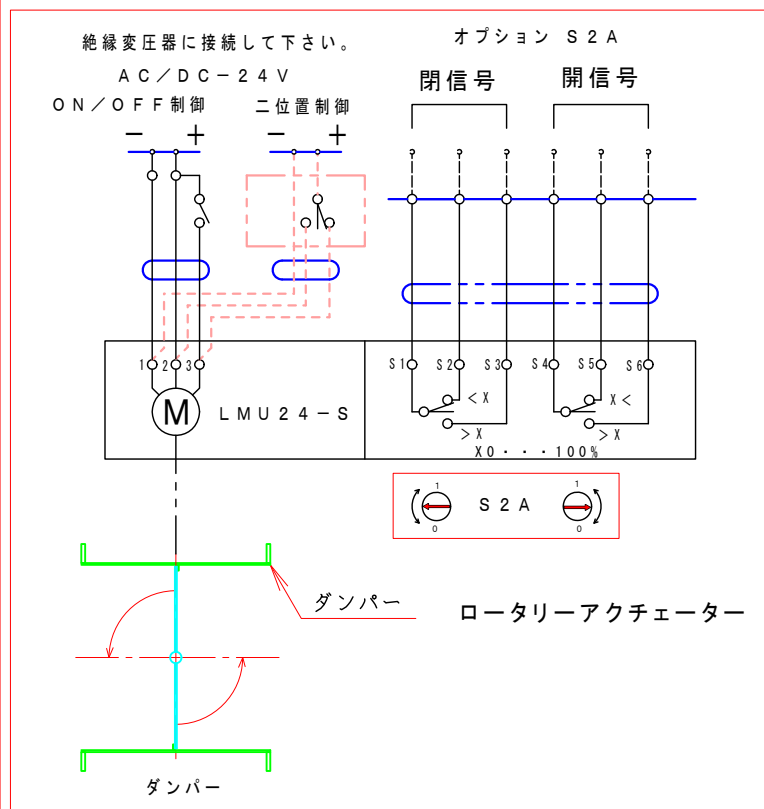 絶縁変圧器に接続して下さい。
AC/DC-24V
ON/OFF制御 二位置制御
- + - +
オプション S2A
閉信号 開信号
1 2 3
M LMU24-S
S1 S2 S3 S4 S5 S6
<X X<
>X >X
X0・・・100%
1 S2A 1
0 0
ダンパー
ロータリーアクチェーター
ダンパー